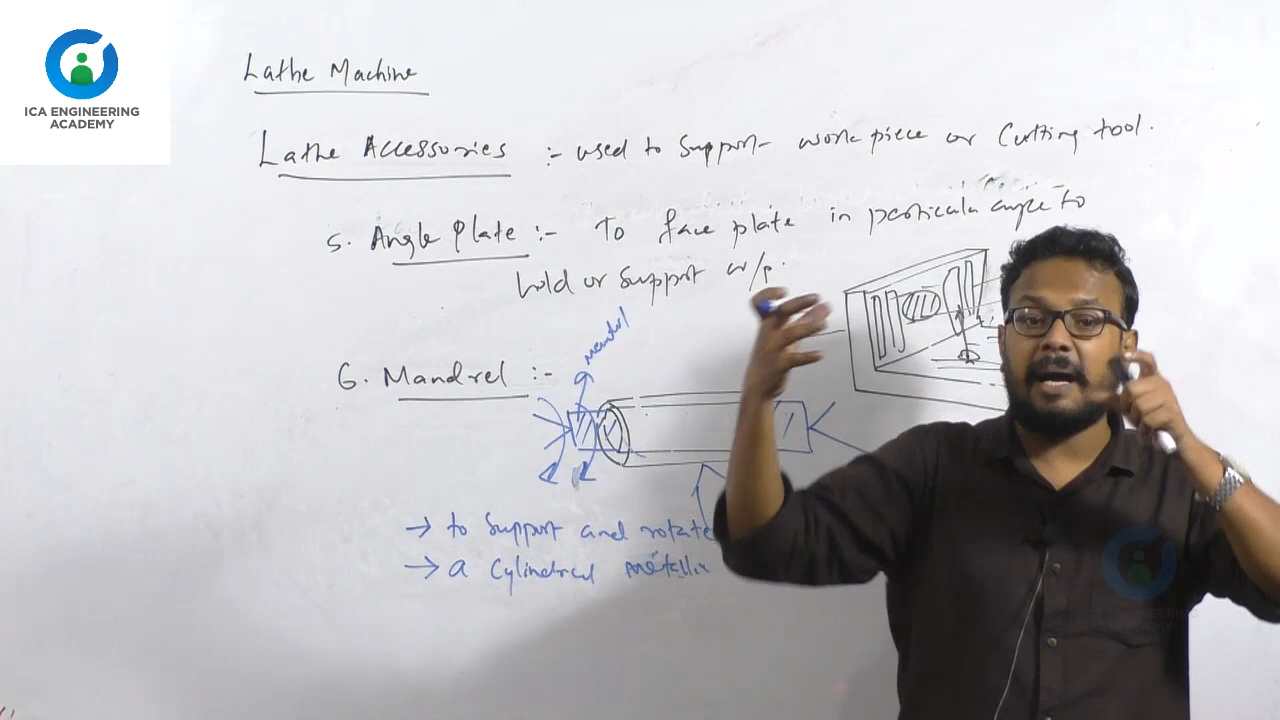 ICA ENGINEERING
ACADEMY
Lathe Machine
Lathe Accessories :- used to support work piece or cutting tool.
5. Angle Plate :- To face plate in particular angle to
hold or support w/p.
mandrel
6. Mandrel :-
→ to support and rotate
→ a cylindrical metallic